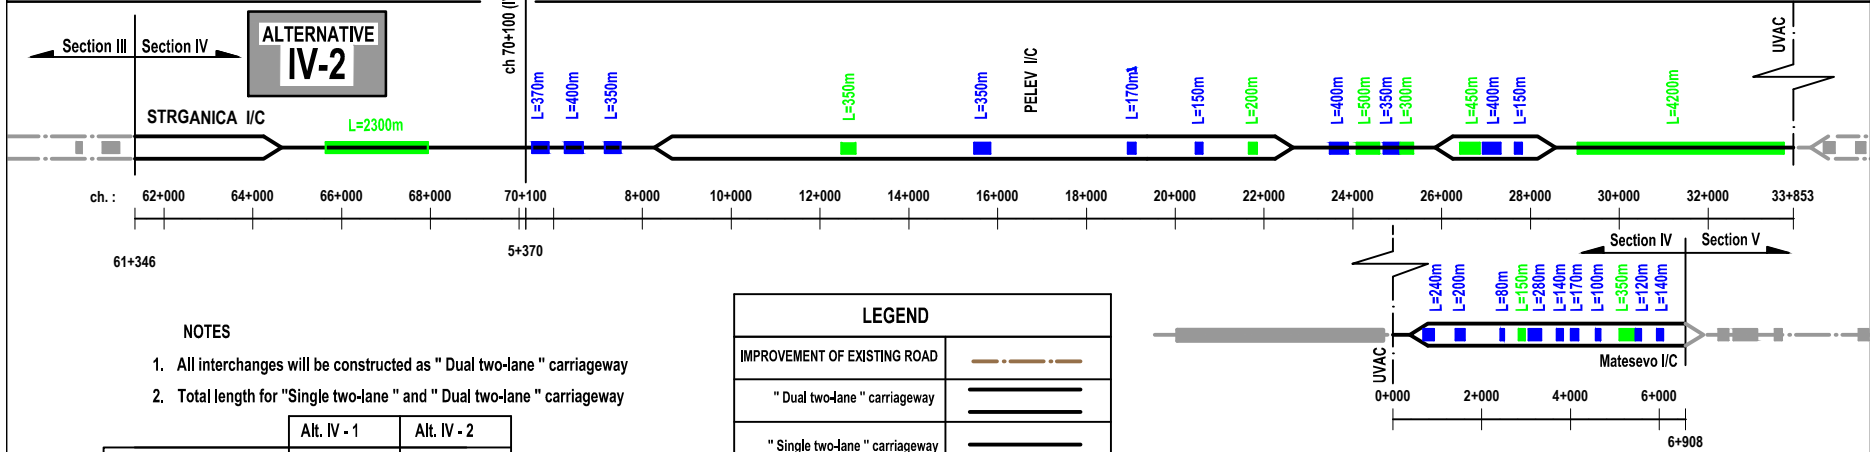 Section III
Section IV
ALTERNATIVE
IV-2
ch 70+100
PELEV I/C
UVAC
STRGANICA I/C
L=2300m
L=370m
L=400m
L=350m
L=350m
L=350m
L=170m
L=150m
L=200m
L=400m
L=500m
L=350m
L=300m
L=450m
L=400m
L=150m
L=4200m
ch. :
62+000
64+000
66+000
68+000
70+100
8+000
10+000
12+000
14+000
16+000
18+000
20+000
22+000
24+000
26+000
28+000
30+000
32+000
33+853
61+346
5+370
Section IV
Section V
L=240m
L=200m
L=80m
L=150m
L=280m
L=140m
L=170m
L=100m
L=350m
L=120m
L=140m
UVAC
Matesevo I/C
0+000
2+000
4+000
6+000
6+908
NOTES
1. All interchanges will be constructed as " Dual two-lane " carriageway
2. Total length for "Single two-lane " and " Dual two-lane " carriageway
Alt. IV - 1
Alt. IV - 2
LEGEND
IMPROVEMENT OF EXISTING ROAD
" Dual two-lane " carriageway
" Single two-lane " carriageway